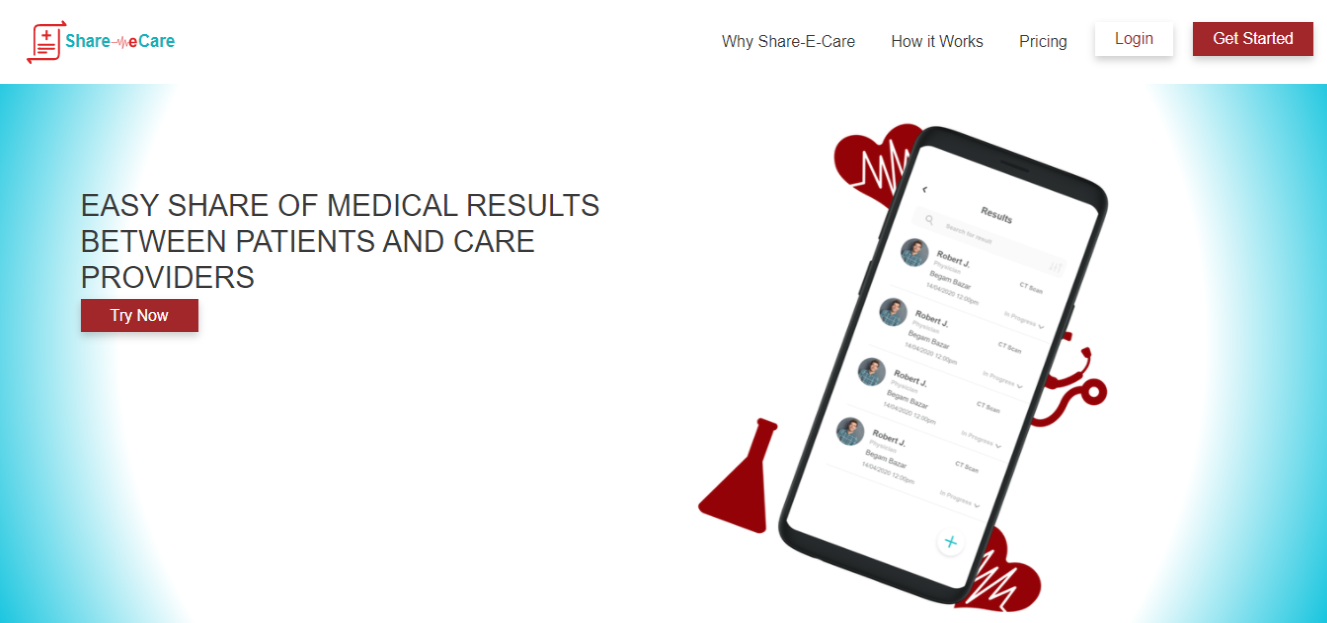 Share eCare
Why Share-E-Care
How it Works
Pricing
Login
Get Started
EASY SHARE OF MEDICAL RESULTS
BETWEEN PATIENTS AND CARE
PROVIDERS
Try Now
Results
Search for result
Robert J.
Physician
CT Scan
Begam Bazar
14/04/2020 12:00pm
In Progress
Robert J.
Physician
CT Scan
Begam Bazar
14/04/2020 12:00pm
In Progress
Robert J.
Physician
CT Scan
Begam Bazar
14/04/2020 12:00pm
In Progress
Robert J.
Physician
CT Scan
Begam Bazar
14/04/2020 12:00pm
In Progress